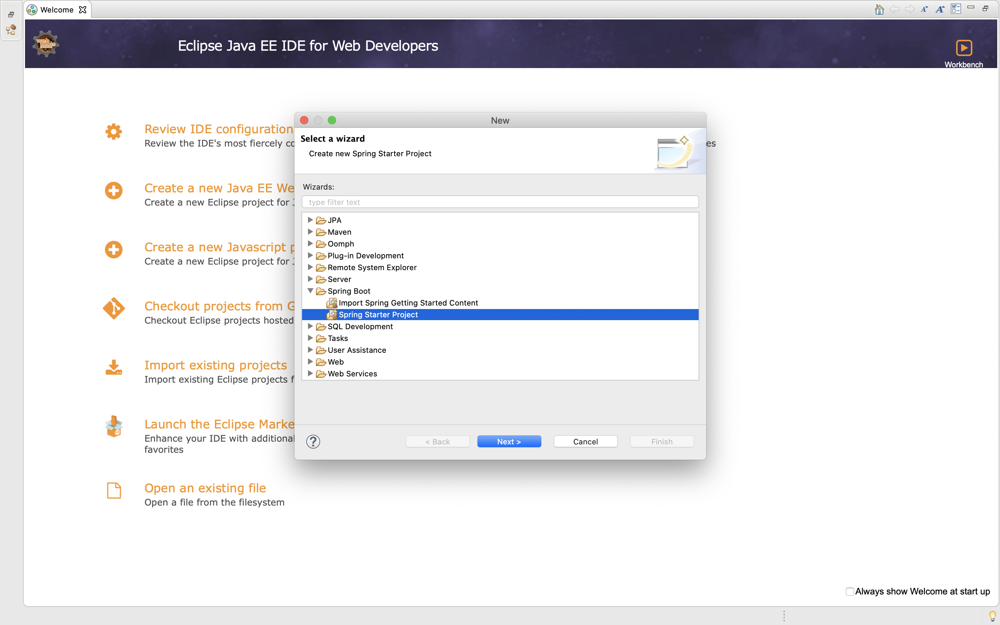 Welcome
web
tools
Eclipse Java EE IDE for Web Developers
Workbench
Review IDE configuration
Review the IDE's most fiercely co
es
Create a new Java EE We
Create a new Eclipse project for J
Create a new Javascript p
Create a new Eclipse project for J
Checkout projects from G
Checkout Eclipse projects hosted
Import existing projects
Import existing Eclipse projects f
Launch the Eclipse Marke
Enhance your IDE with additional
favorites
Open an existing file
Open a file from the filesystem
New
Select a wizard
Create new Spring Starter Project
Wizards:
type filter text
JPA
Maven
Oomph
Plug-in Development
Remote System Explorer
Server
Spring Boot
Import Spring Getting Started Content
Spring Starter Project
SQL Development
Tasks
User Assistance
Web
Web Services
? < Back Next > Cancel Finish
Always show Welcome at start up